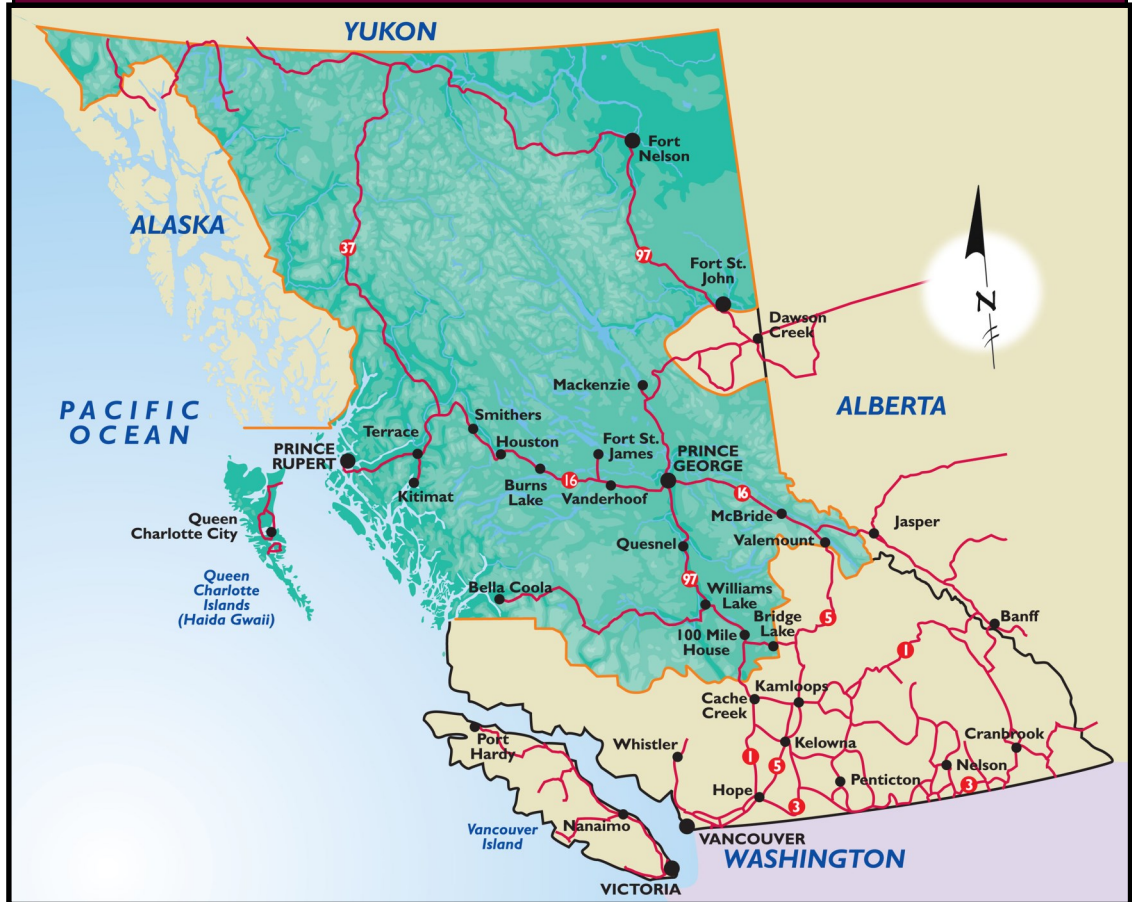 YUKON
Fort
Nelson
ALASKA
37
97
Fort St.
John
N
Dawson
Creek
Mackenzie
ALBERTA
PACIFIC
OCEAN
Smithers
Terrace
Houston
Fort St.
James
PRINCE
RUPERT
PRINCE
GEORGE
Burns
Lake
16
Vanderhoof
16
Kitimat
McBride
Jasper
Queen
Charlotte City
Quesnel
Valemount
Queen
Charlotte
Islands
(Haida Gwaii)
97
Bella Coola
Williams
Lake
5
Bridge
Lake
Banff
100 Mile
House
1
Kamloops
Cache
Creek
Port
Hardy
Whistler
Kelowna
Cranbrook
1
5
Nelson
Penticton
3
Hope
3
Nanaimo
Vancouver
Island
VANCOUVER
WASHINGTON
VICTORIA